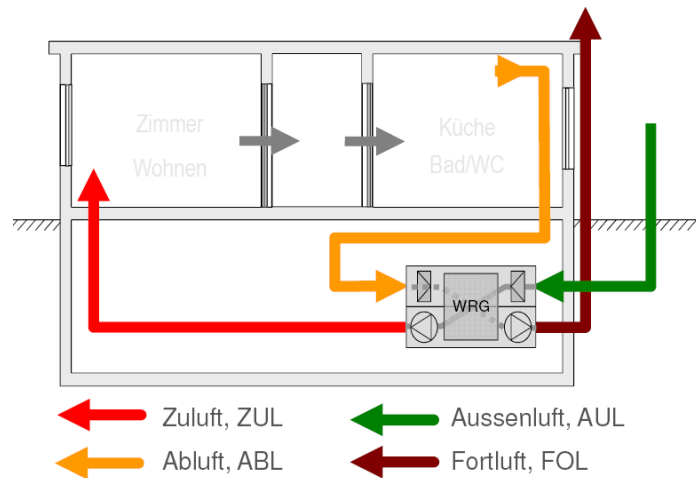 Zimmer
Wohnen
Küche
Bad/WC
WRG
Zuluft, ZUL
Aussenluft, AUL
Abluft, ABL
Fortluft, FOL